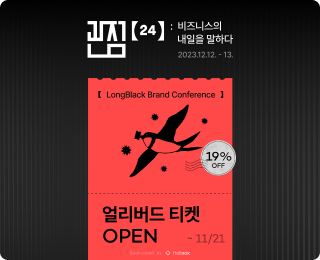 관점【24】:
비즈니스의
내일을 말하다
2023.12.12. - 13.
【 LongBlack Brand Conference 】
19%
OFF
얼리버드 티켓
OPEN
- 11/21